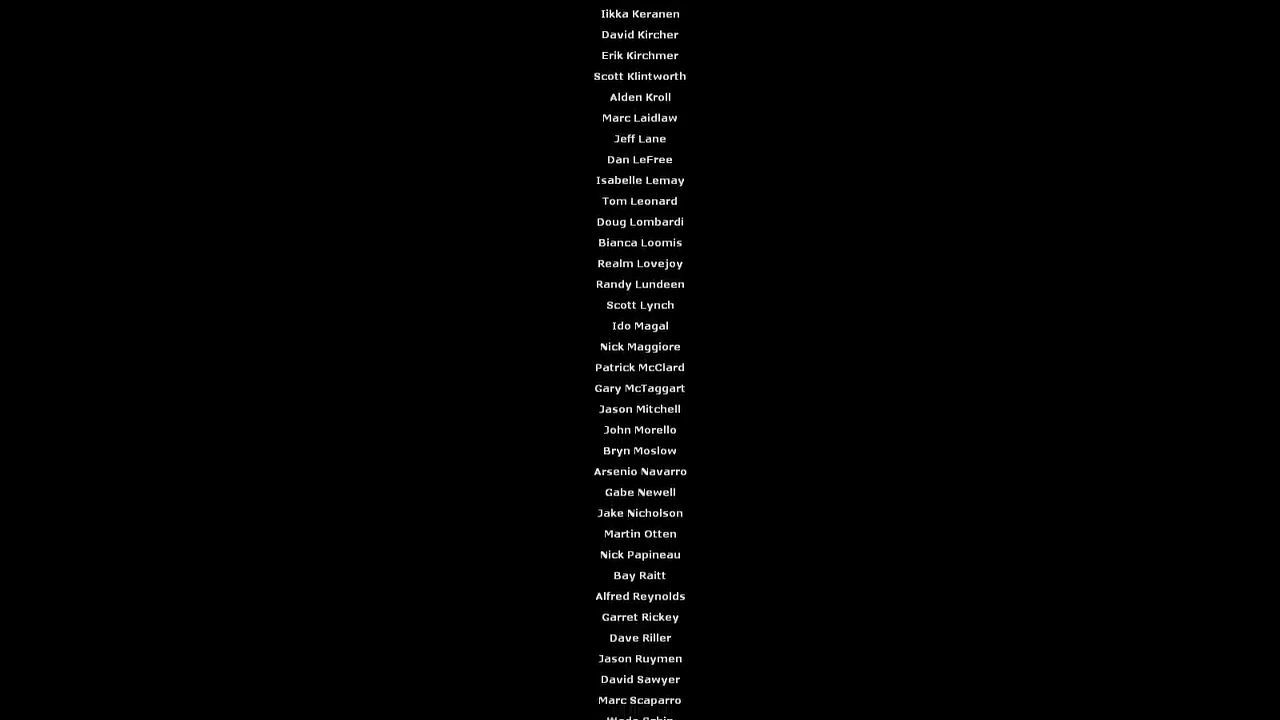 Iikka Keranen
David Kircher
Erik Kirchmer
Scott Klintworth
Alden Kroll
Marc Laidlaw
Jeff Lane
Dan LeFree
Isabelle Lemay
Tom Leonard
Doug Lombardi
Bianca Loomis
Realm Lovejoy
Randy Lundeen
Scott Lynch
Ido Magal
Nick Maggiore
Patrick McClard
Gary McTaggart
Jason Mitchell
John Morello
Bryn Moslow
Arsenio Navarro
Gabe Newell
Jake Nicholson
Martin Otten
Nick Papineau
Bay Raitt
Alfred Reynolds
Garret Rickey
Dave Riller
Jason Ruymen
David Sawyer
Marc Scaparro